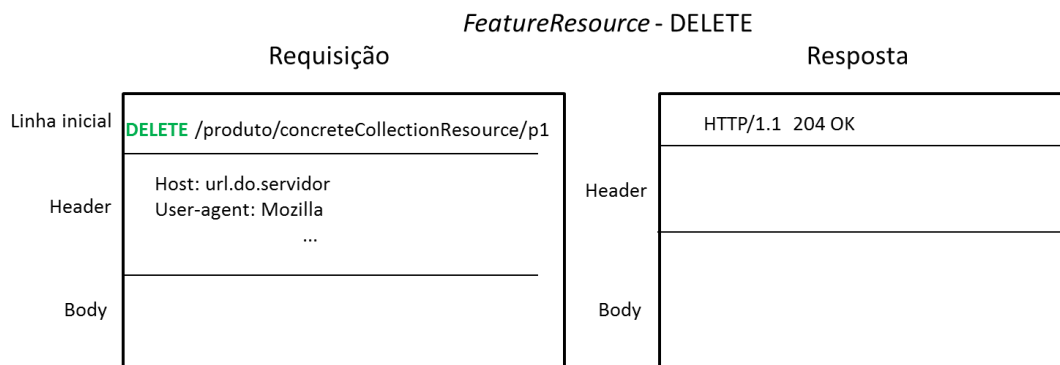 FeatureResource - DELETE
Requisição
Resposta
Linha inicial
DELETE /produto/concreteCollectionResource/p1
HTTP/1.1 204 OK
Header
Host: url.do.servidor
User-agent: Mozilla
...
Header
Body
Body